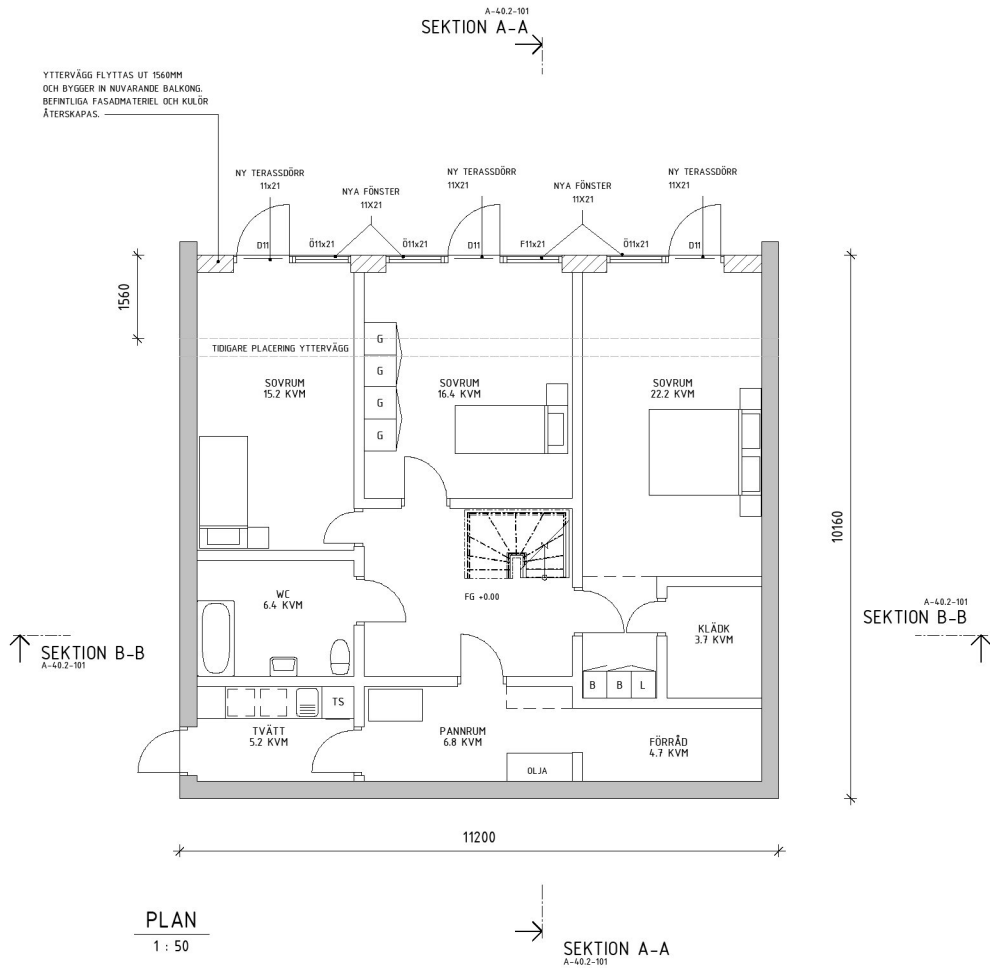 A-40.2-101
SEKTION A-A
YTTERVÄGG FLYTTAS UT 1560MM
OCH BYGGER IN NUVARANDE BALKONG.
BEFINTLIGA FASADMATERIEL OCH KULÖR
ÅTERSKAPAS.
NY TERASSDÖRR
11x21
NYA FÖNSTER
11X21
NY TERASSDÖRR
11X21
NYA FÖNSTER
11X21
NY TERASSDÖRR
11X21
D11
Ö11x21
Ö11x21
D11
F11x21
Ö11x21
D11
1560
TIDIGARE PLACERING YTTERVÄGG
G
G
G
G
SOVRUM
15.2 KVM
SOVRUM
16.4 KVM
SOVRUM
22.2 KVM
10160
FG +0.00
WC
6.4 KVM
KLÄDK
3.7 KVM
A-40.2-101
SEKTION B-B
SEKTION B-B
A-40.2-101
B
B
L
TS
TVÄTT
5.2 KVM
PANNRUM
6.8 KVM
FÖRRÅD
4.7 KVM
OLJA
11200
PLAN
1 : 50
SEKTION A-A
A-40.2-101